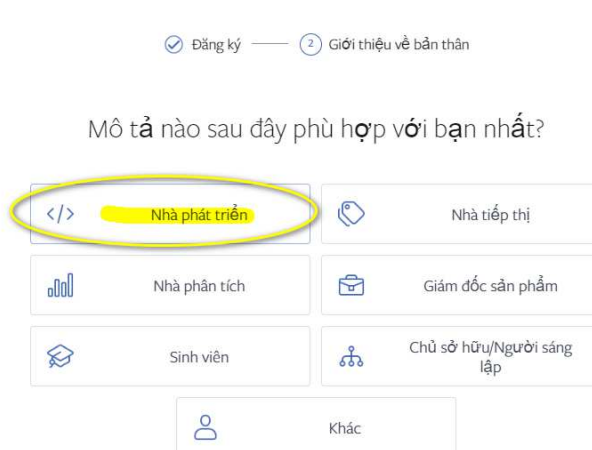 Đăng ký
2 Giới thiệu về bản thân
Mô tả nào sau đây phù hợp với bạn nhất?
</> Nhà phát triển
Nhà tiếp thị
Nhà phân tích
Giám đốc sản phẩm
Sinh viên
Chủ sở hữu/Người sáng
lập
Khác